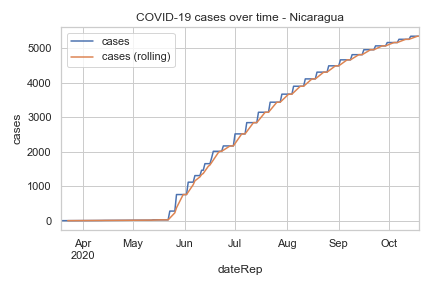 COVID-19 cases over time - Nicaragua
cases
cases (rolling)
5000
4000
3000
2000
1000
0
cases
Apr
2020
May
Jun
Jul
Aug
Sep
Oct
dateRep